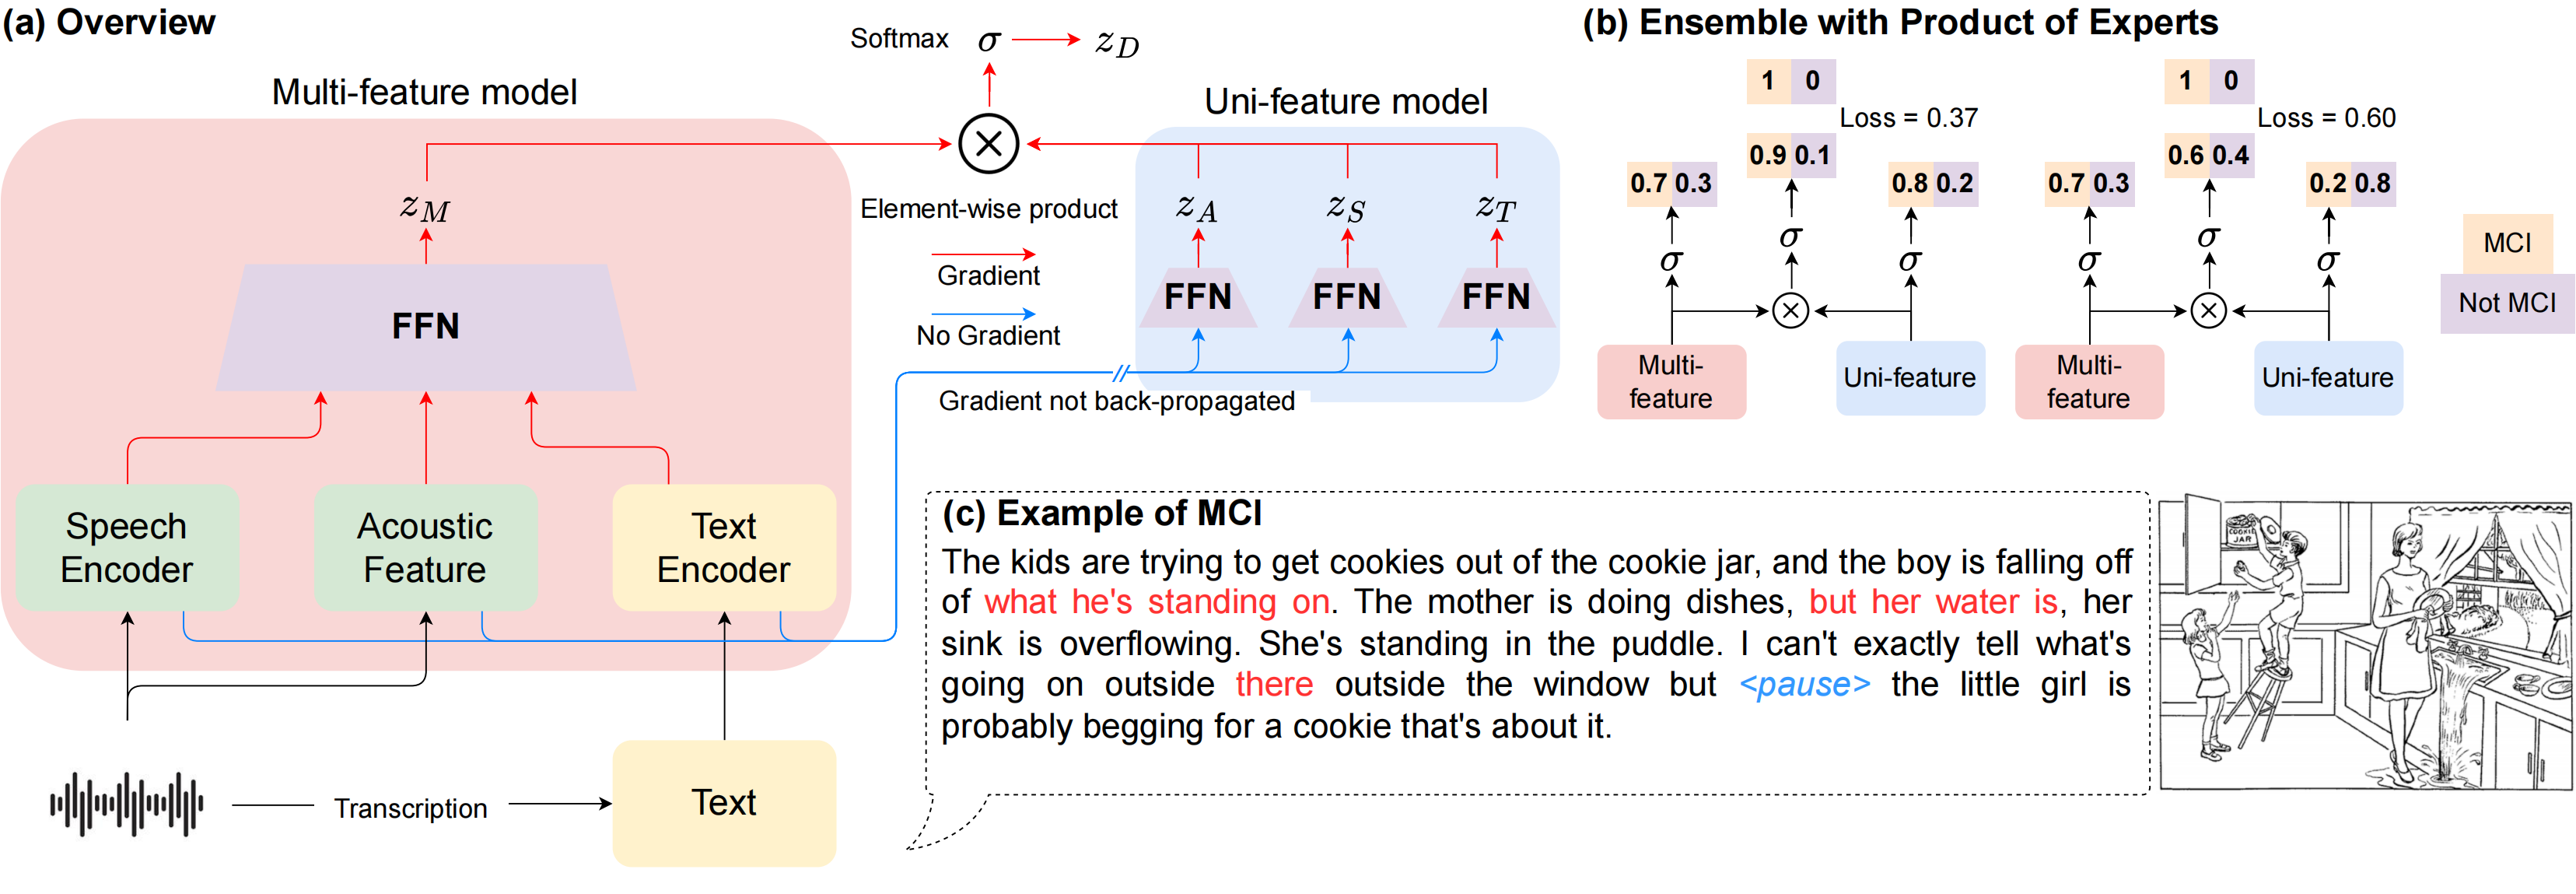 (a) Overview
Softmax σ z_D
Multi-feature model
Uni-feature model
z_M
Element-wise product
z_A z_S z_T
Gradient
No Gradient
FFN
FFN FFN FFN
//
Gradient not back-propagated
Speech
Encoder
Acoustic
Feature
Text
Encoder
Transcription
Text
(b) Ensemble with Product of Experts
1 0
Loss = 0.37
0.9 0.1
0.7 0.3
0.8 0.2
σ
σ
σ
Multi-
feature
Uni-feature
1 0
Loss = 0.60
0.6 0.4
0.7 0.3
0.2 0.8
σ
σ
σ
Multi-
feature
Uni-feature
MCI
Not MCI
(c) Example of MCI
The kids are trying to get cookies out of the cookie jar, and the boy is falling off
of what he's standing on. The mother is doing dishes, but her water is, her
sink is overflowing. She's standing in the puddle. I can't exactly tell what's
going on outside there outside the window but <pause> the little girl is
probably begging for a cookie that's about it.
COOKIE
JAR